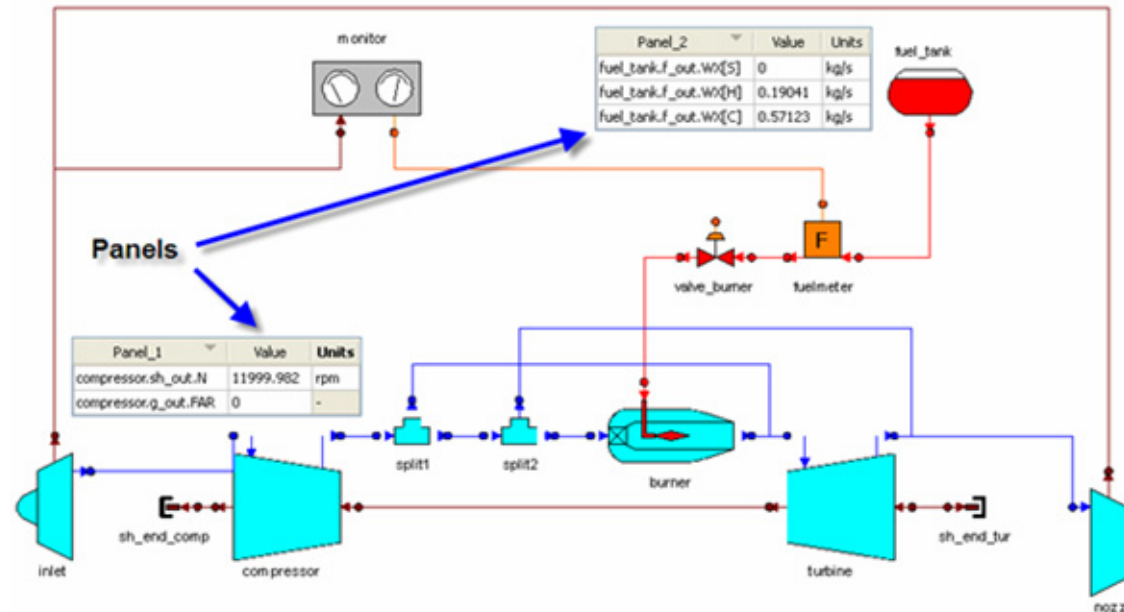 monitor
Panel_2 Value Units
fuel_tank.f_out.WX[S] 0 kg/s
fuel_tank.f_out.WX[H] 0.19041 kg/s
fuel_tank.f_out.WX[C] 0.57123 kg/s
fuel_tank
Panels
F
valve_burner
fuelmeter
Panel_1 Value Units
compressor.sh_out.N 11999.982 rpm
compressor.g_out.FAR 0 -
split1
split2
burner
sh_end_comp
sh_end_tur
inlet
compressor
turbine
nozz